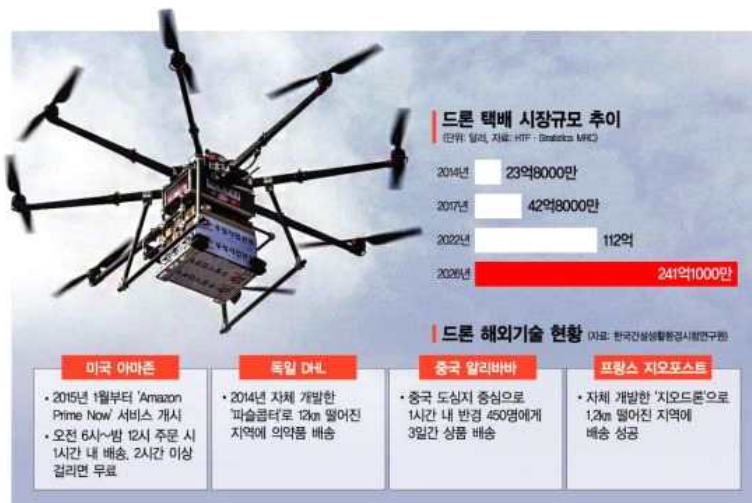 드론 택배 시장규모 추이
(단위: 달러, 자료: HTF · Statistics MRC)
2014년 23억8000만
2017년 42억8000만
2022년 112억
2026년 241억1000만
드론 해외기술 현황 (자료: 한국건설생활환경시험연구원)
미국 아마존
• 2015년 1월부터 'Amazon
Prime Now' 서비스 개시
• 오전 6시~밤 12시 주문 시
1시간 내 배송, 2시간 이상
걸리면 무료
독일 DHL
• 2014년 자체 개발한
'파슬콥터'로 12km 떨어진
지역에 의약품 배송
중국 알리바바
• 중국 도심지 중심으로
1시간 내 반경 450명에게
3일간 상품 배송
프랑스 지오포스트
• 자체 개발한 '지오드론'으로
1.2km 떨어진 지역에
배송 성공